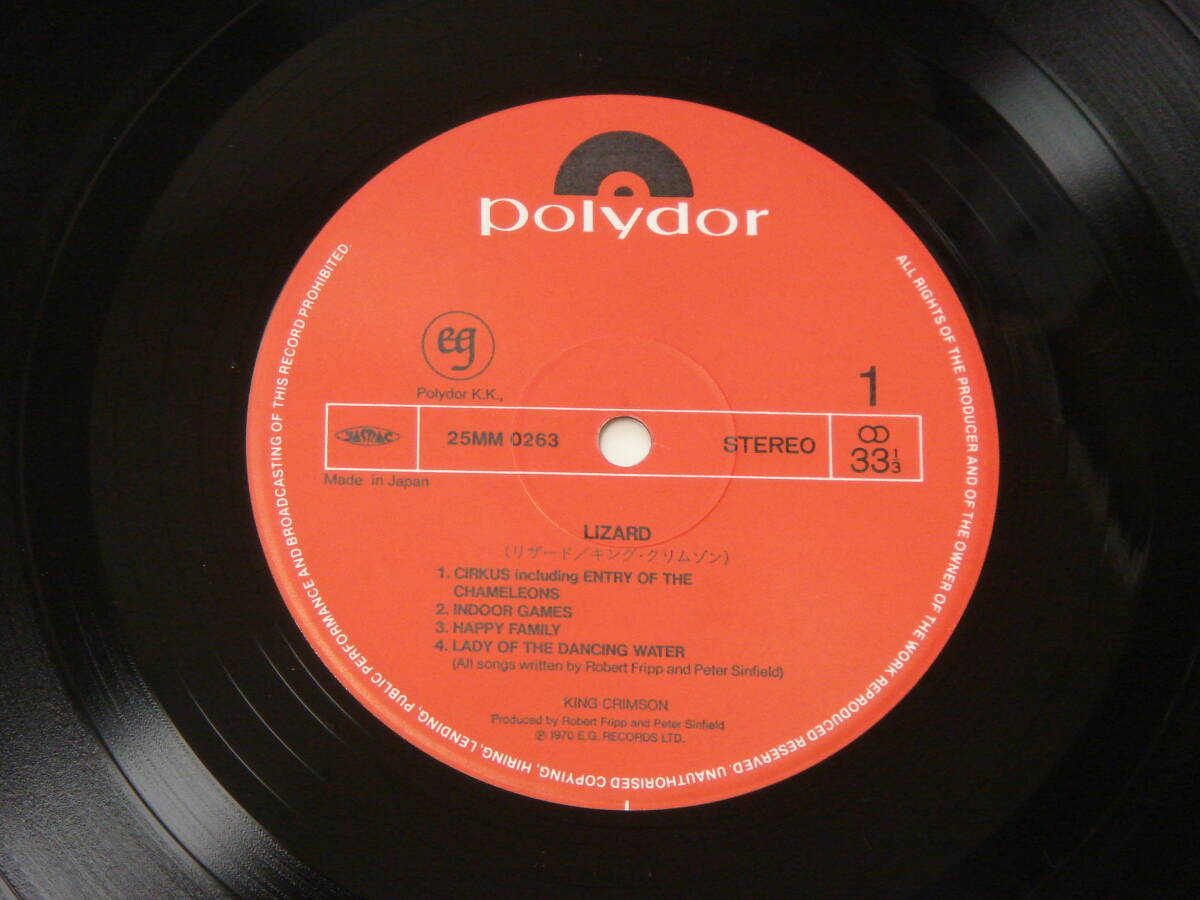 polydor
eg
Polydor K.K.,
1
JASRAC
25MM 0263
STEREO
33⅓
Made in Japan
LIZARD
(リザード／キング・クリムゾン)
1. CIRKUS including ENTRY OF THE
CHAMELEONS
2. INDOOR GAMES
3. HAPPY FAMILY
4. LADY OF THE DANCING WATER
(All songs written by Robert Fripp and Peter Sinfield)
KING CRIMSON
Produced by Robert Fripp and Peter Sinfield
℗ 1970 E.G. RECORDS LTD.
ALL RIGHTS OF THE PRODUCER AND OF THE OWNER OF THE WORK REPRODUCED RESERVED. UNAUTHORISED COPYING, HIRING, LENDING, PUBLIC PERFORMANCE AND BROADCASTING OF THIS RECORD PROHIBITED.